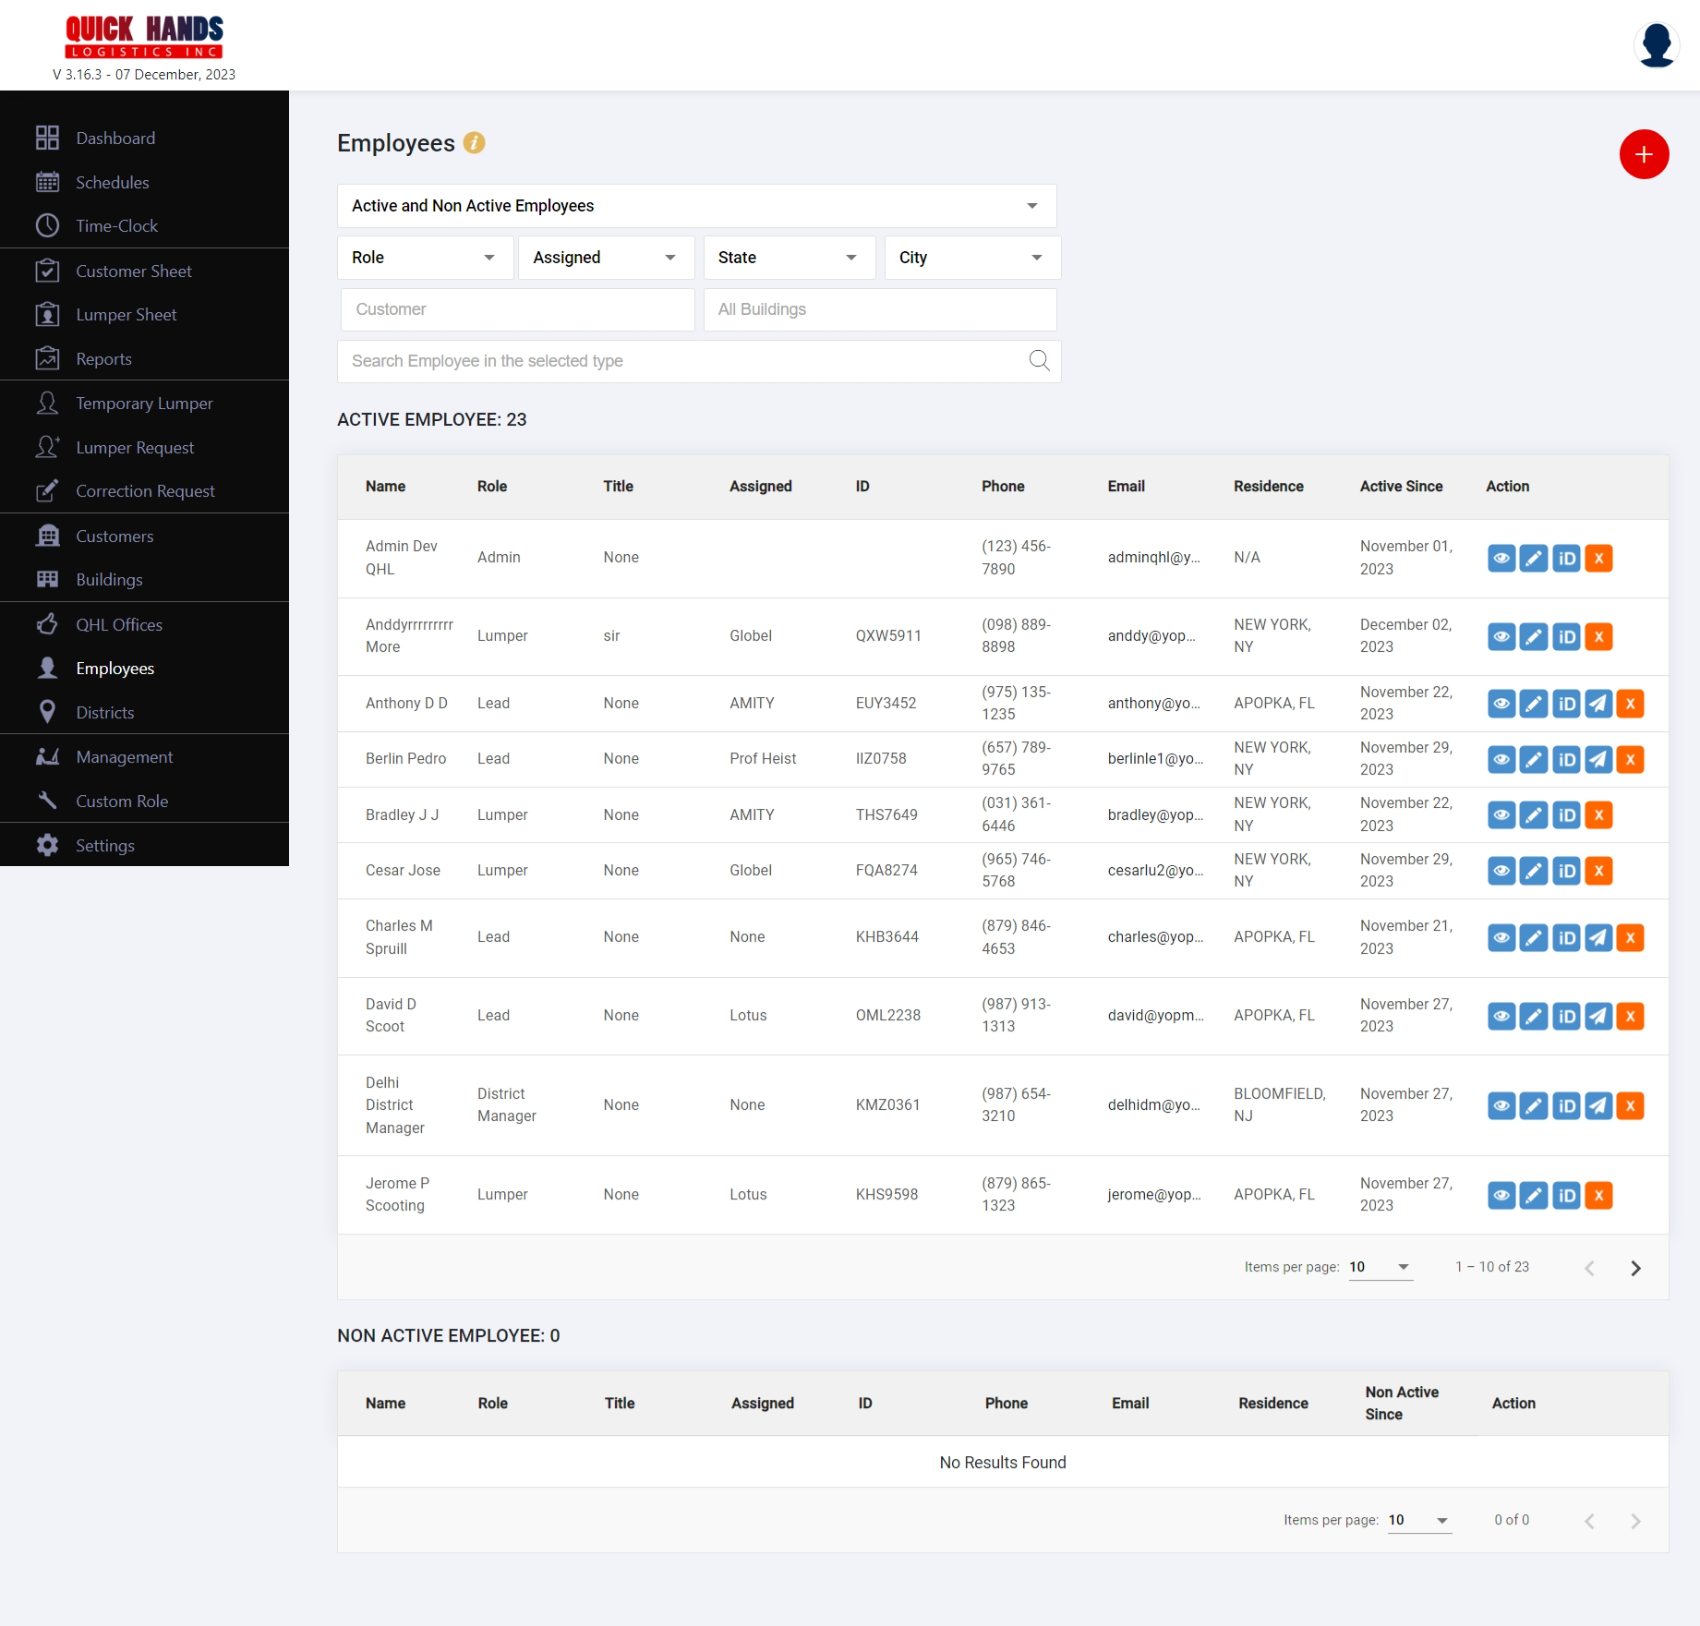 QUICK HANDS
LOGISTICS INC
V 3.16.3 - 07 December, 2023
Dashboard
Schedules
Time-Clock
Customer Sheet
Lumper Sheet
Reports
Temporary Lumper
Lumper Request
Correction Request
Customers
Buildings
QHL Offices
Employees
Districts
Management
Custom Role
Settings
Employees i
+
Active and Non Active Employees
Role Assigned State City
Customer All Buildings
Search Employee in the selected type
ACTIVE EMPLOYEE: 23
Name Role Title Assigned ID Phone Email Residence Active Since Action
Admin Dev QHL Admin None (123) 456-7890 adminqhl@y... N/A November 01, 2023 iD X
Anddyrrrrrrrrr More Lumper sir Globel QXW5911 (098) 889-8898 anddy@yop... NEW YORK, NY December 02, 2023 iD X
Anthony D D Lead None AMITY EUY3452 (975) 135-1235 anthony@yo... APOPKA, FL November 22, 2023 iD X
Berlin Pedro Lead None Prof Heist IIZ0758 (657) 789-9765 berlinle1@yo... NEW YORK, NY November 29, 2023 iD X
Bradley J J Lumper None AMITY THS7649 (031) 361-6446 bradley@yop... NEW YORK, NY November 22, 2023 iD X
Cesar Jose Lumper None Globel FQA8274 (965) 746-5768 cesarlu2@yo... NEW YORK, NY November 29, 2023 iD X
Charles M Spruill Lead None None KHB3644 (879) 846-4653 charles@yop... APOPKA, FL November 21, 2023 iD X
David D Scoot Lead None Lotus OML2238 (987) 913-1313 david@yopm... APOPKA, FL November 27, 2023 iD X
Delhi District Manager District Manager None None KMZ0361 (987) 654-3210 delhidm@yo... BLOOMFIELD, NJ November 27, 2023 iD X
Jerome P Scooting Lumper None Lotus KHS9598 (879) 865-1323 jerome@yop... APOPKA, FL November 27, 2023 iD X
Items per page: 10 1 – 10 of 23
NON ACTIVE EMPLOYEE: 0
Name Role Title Assigned ID Phone Email Residence Non Active Since Action
No Results Found
Items per page: 10 0 of 0